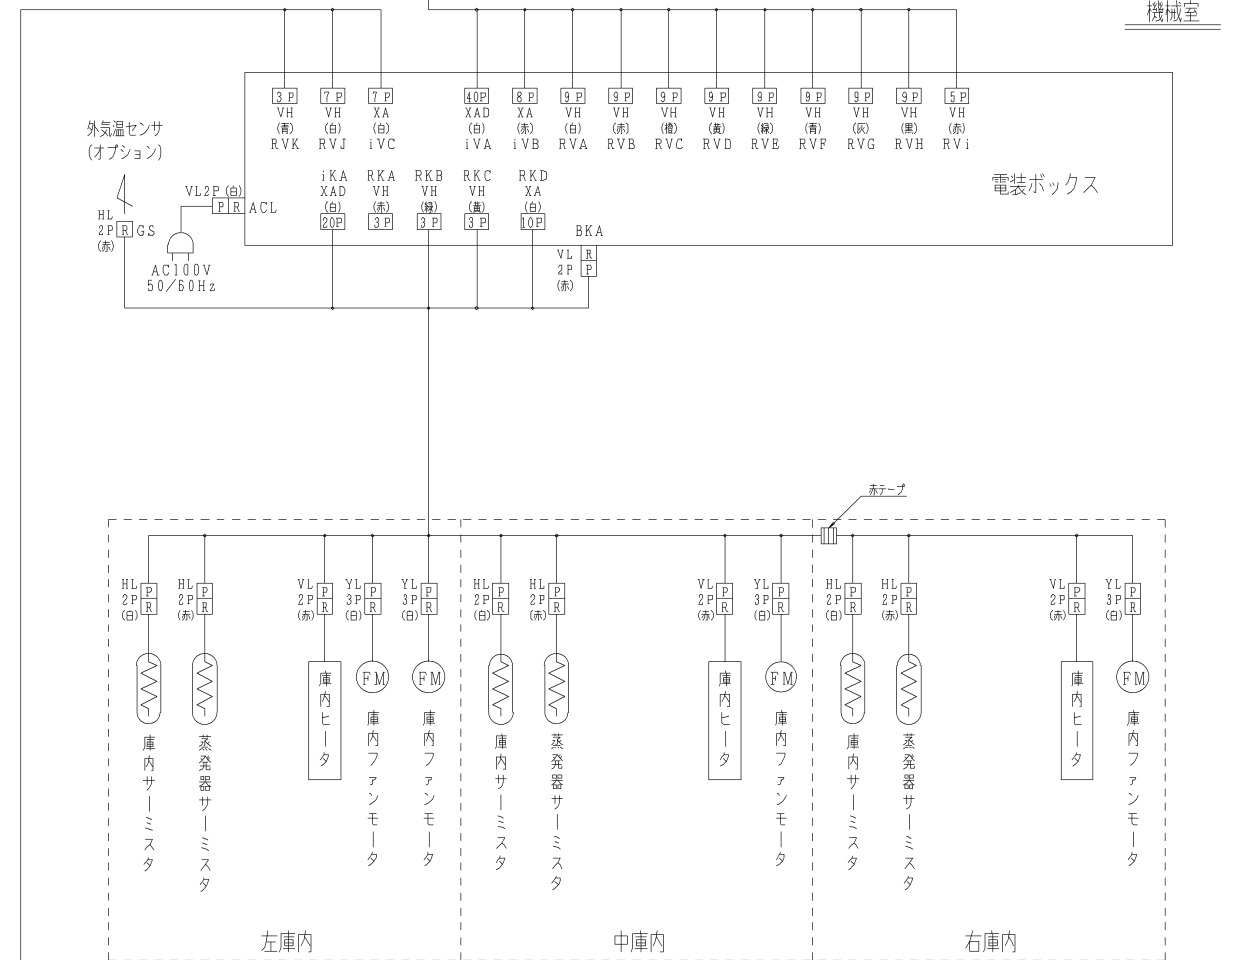 機械室
3P 7P 7P 40P 8P 9P 9P 9P 9P 9P 9P 9P 9P 5P
VH VH XA XAD XA VH VH VH VH VH VH VH VH VH
(青) (白) (白) (白) (赤) (白) (赤) (橙) (黄) (緑) (青) (灰) (黒) (赤)
RVK RVJ iVC iVA iVB RVA RVB RVC RVD RVE RVF RVG RVH RVi
外気温センサ
(オプション)
HL
2P R GS
(赤)
VL2P(白)
P R ACL
AC100V
50/60Hz
iKA RKA RKB RKC RKD
XAD VH VH VH XA
(白) (赤) (緑) (黄) (白)
20P 3P 3P 3P 10P
BKA
VL R
2P P
(赤)
電装ボックス
赤テープ
HL P HL P VL P YL P YL P HL P HL P VL P YL P HL P HL P VL P YL P
2P R 2P R 2P R 3P R 3P R 2P R 2P R 2P R 3P R 2P R 2P R 2P R 3P R
(白) (赤) (赤) (白) (白) (白) (赤) (赤) (白) (白) (赤) (赤) (白)
FM FM FM FM
庫内サーミスタ
蒸発器サーミスタ
庫内ヒータ
庫内ファンモータ
庫内ファンモータ
庫内サーミスタ
蒸発器サーミスタ
庫内ヒータ
庫内ファンモータ
庫内サーミスタ
蒸発器サーミスタ
庫内ヒータ
庫内ファンモータ
左庫内 中庫内 右庫内